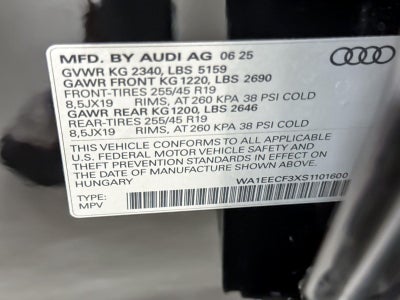 MFD. BY AUDI AG 06 25
GVWR KG 2340, LBS 5159
GAWR FRONT KG 1220, LBS 2690
FRONT-TIRES 255/45 R19
8,5JX19 RIMS, AT 260 KPA 38 PSI COLD
GAWR REAR KG1200, LBS 2646
REAR-TIRES 255/45 R19
8,5JX19 RIMS, AT 260 KPA 38 PSI COLD
THIS VEHICLE CONFORMS TO ALL APPLICABLE
U.S. FEDERAL MOTOR VEHICLE SAFETY AND
THEFT PREVENTION STANDARDS IN EFFECT ON
THE DATE OF MANUFACTURE SHOWN ABOVE.
HUNGARY
WA1EECF3XS1101600
TYPE:
MPV